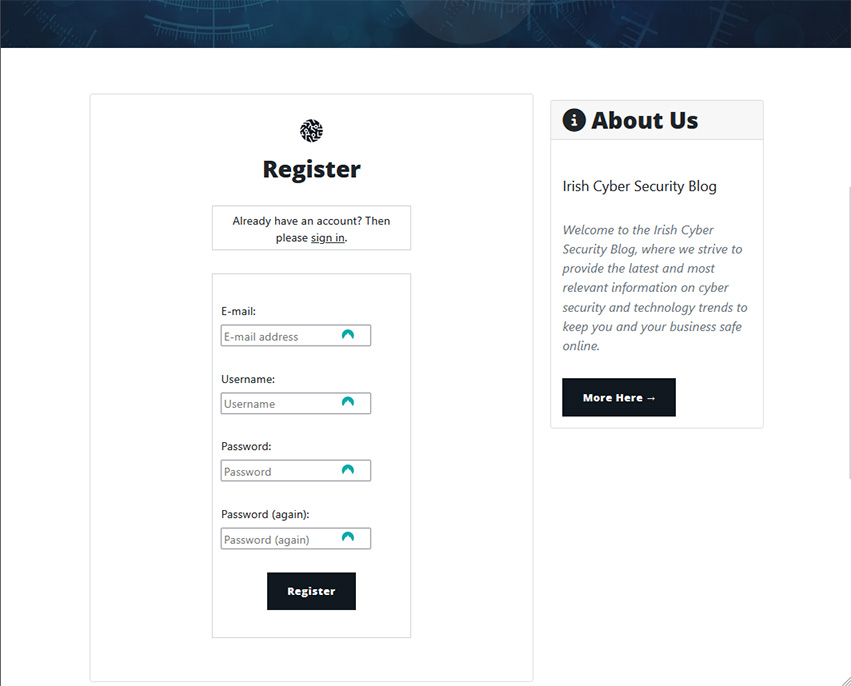 Register
Already have an account? Then
please sign in.
E-mail:
E-mail address
Username:
Username
Password:
Password
Password (again):
Password (again)
Register
About Us
Irish Cyber Security Blog
Welcome to the Irish Cyber
Security Blog, where we strive to
provide the latest and most
relevant information on cyber
security and technology trends to
keep you and your business safe
online.
More Here →